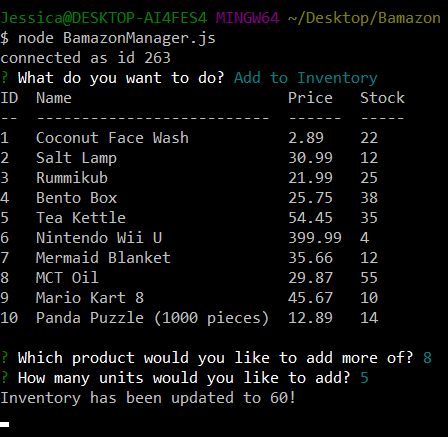 Jessica@DESKTOP-AI4FES4 MINGW64 ~/Desktop/Bamazon
$ node BamazonManager.js
connected as id 263
? What do you want to do? Add to Inventory
ID  Name                        Price   Stock
--  --------------------------  ------  -----
1   Coconut Face Wash           2.89    22
2   Salt Lamp                   30.99   12
3   Rummikub                    21.99   25
4   Bento Box                   25.75   38
5   Tea Kettle                  54.45   35
6   Nintendo Wii U              399.99  4
7   Mermaid Blanket             35.66   12
8   MCT Oil                     29.87   55
9   Mario Kart 8                45.67   10
10  Panda Puzzle (1000 pieces)  12.89   14
? Which product would you like to add more of? 8
? How many units would you like to add? 5
Inventory has been updated to 60!